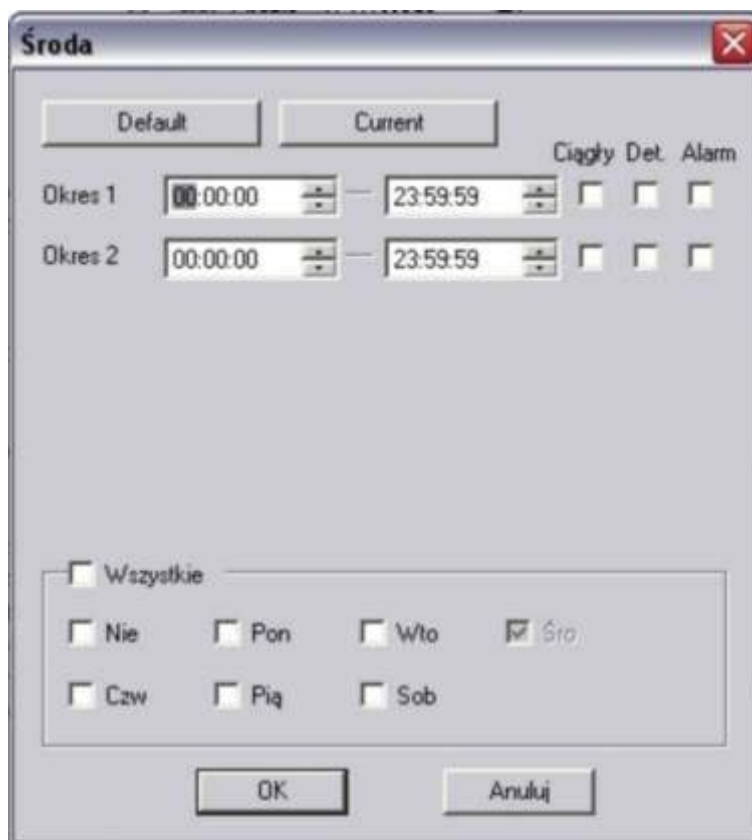 Środa
Default Current
Ciągły Det. Alarm
Okres 1 00:00:00 23:59:59
Okres 2 00:00:00 23:59:59
Wszystkie
Nie Pon Wto Śro
Czw Pią Sob
OK Anuluj